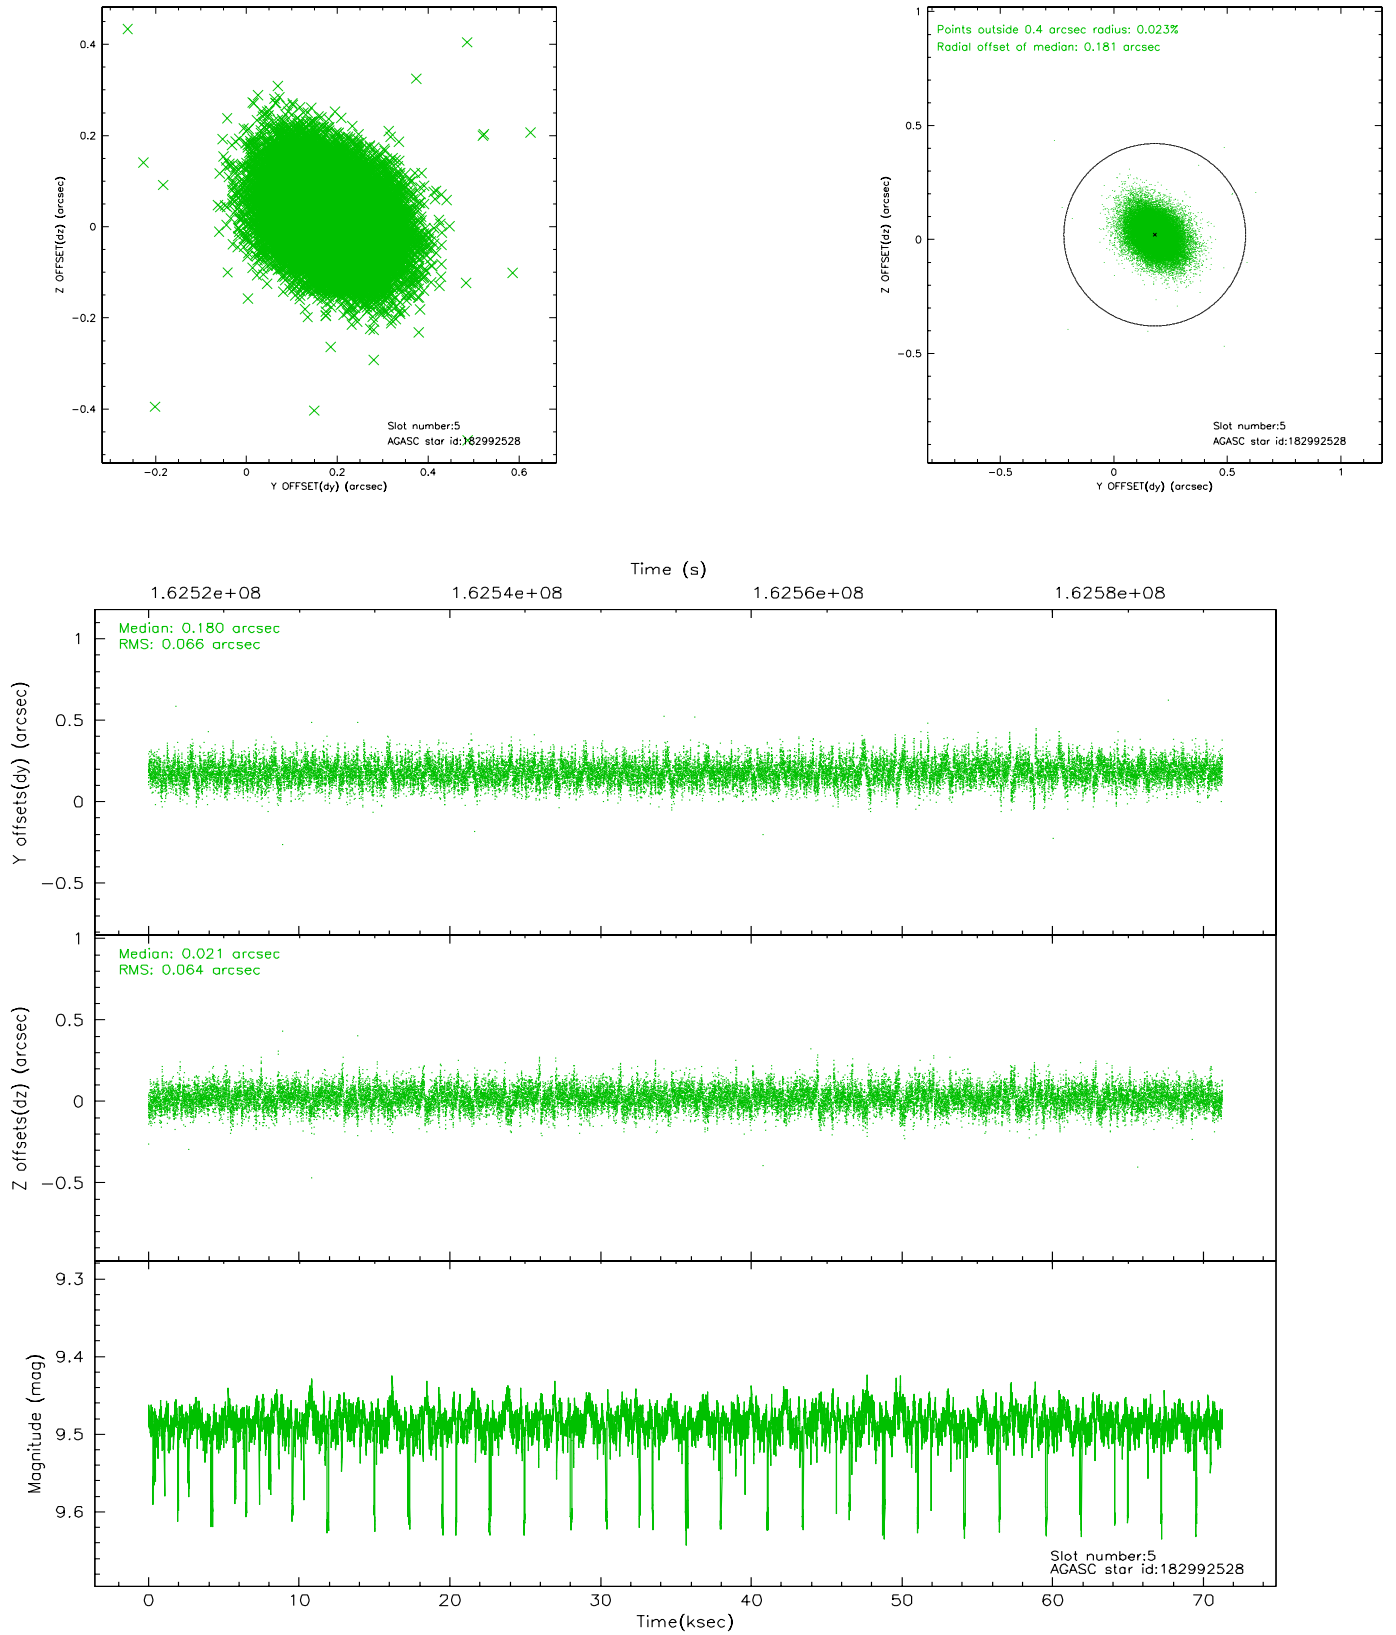 0.4
0.2
0
−0.2
−0.4
Z OFFSET(dz) (arcsec)
Slot number:5
AGASC star id:182992528
−0.2 0 0.2 0.4 0.6
Y OFFSET(dy) (arcsec)
Points outside 0.4 arcsec radius: 0.023%
Radial offset of median: 0.181 arcsec
1
0.5
0
−0.5
Z OFFSET(dz) (arcsec)
Slot number:5
AGASC star id:182992528
−0.5 0 0.5 1
Y OFFSET(dy) (arcsec)
Time (s)
1.6252e+08 1.6254e+08 1.6256e+08 1.6258e+08
Median: 0.180 arcsec
RMS: 0.066 arcsec
1
0.5
0
−0.5
Y offsets(dy) (arcsec)
Median: 0.021 arcsec
RMS: 0.064 arcsec
1
0.5
0
−0.5
Z offsets(dz) (arcsec)
9.3
9.4
9.5
9.6
Magnitude (mag)
Slot number:5
AGASC star id:182992528
0 10 20 30 40 50 60 70
Time(ksec)